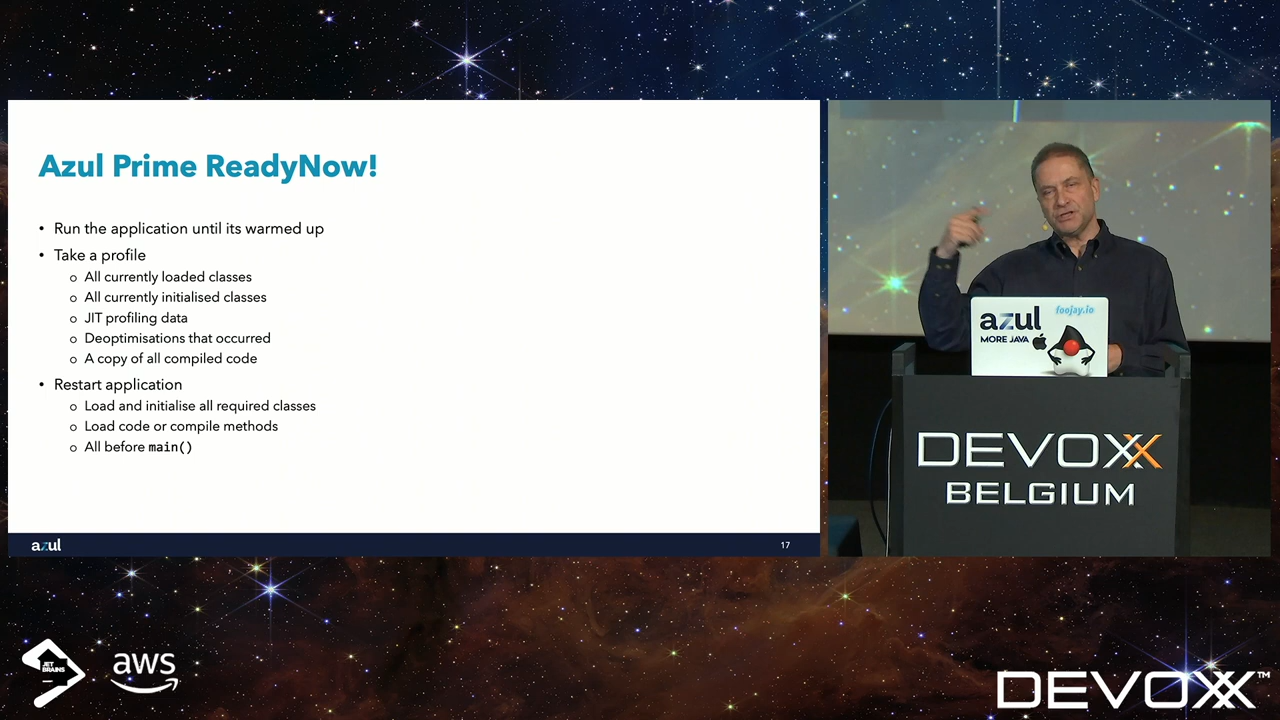 Azul Prime ReadyNow!
• Run the application until its warmed up
• Take a profile
o All currently loaded classes
o All currently initialised classes
o JIT profiling data
o Deoptimisations that occurred
o A copy of all compiled code
• Restart application
o Load and initialise all required classes
o Load code or compile methods
o All before main()
azul
17
azul
foojay.io
MORE JAVA
DEVOXX
BELGIUM
JET
BRAINS
aws
DEVOXX™